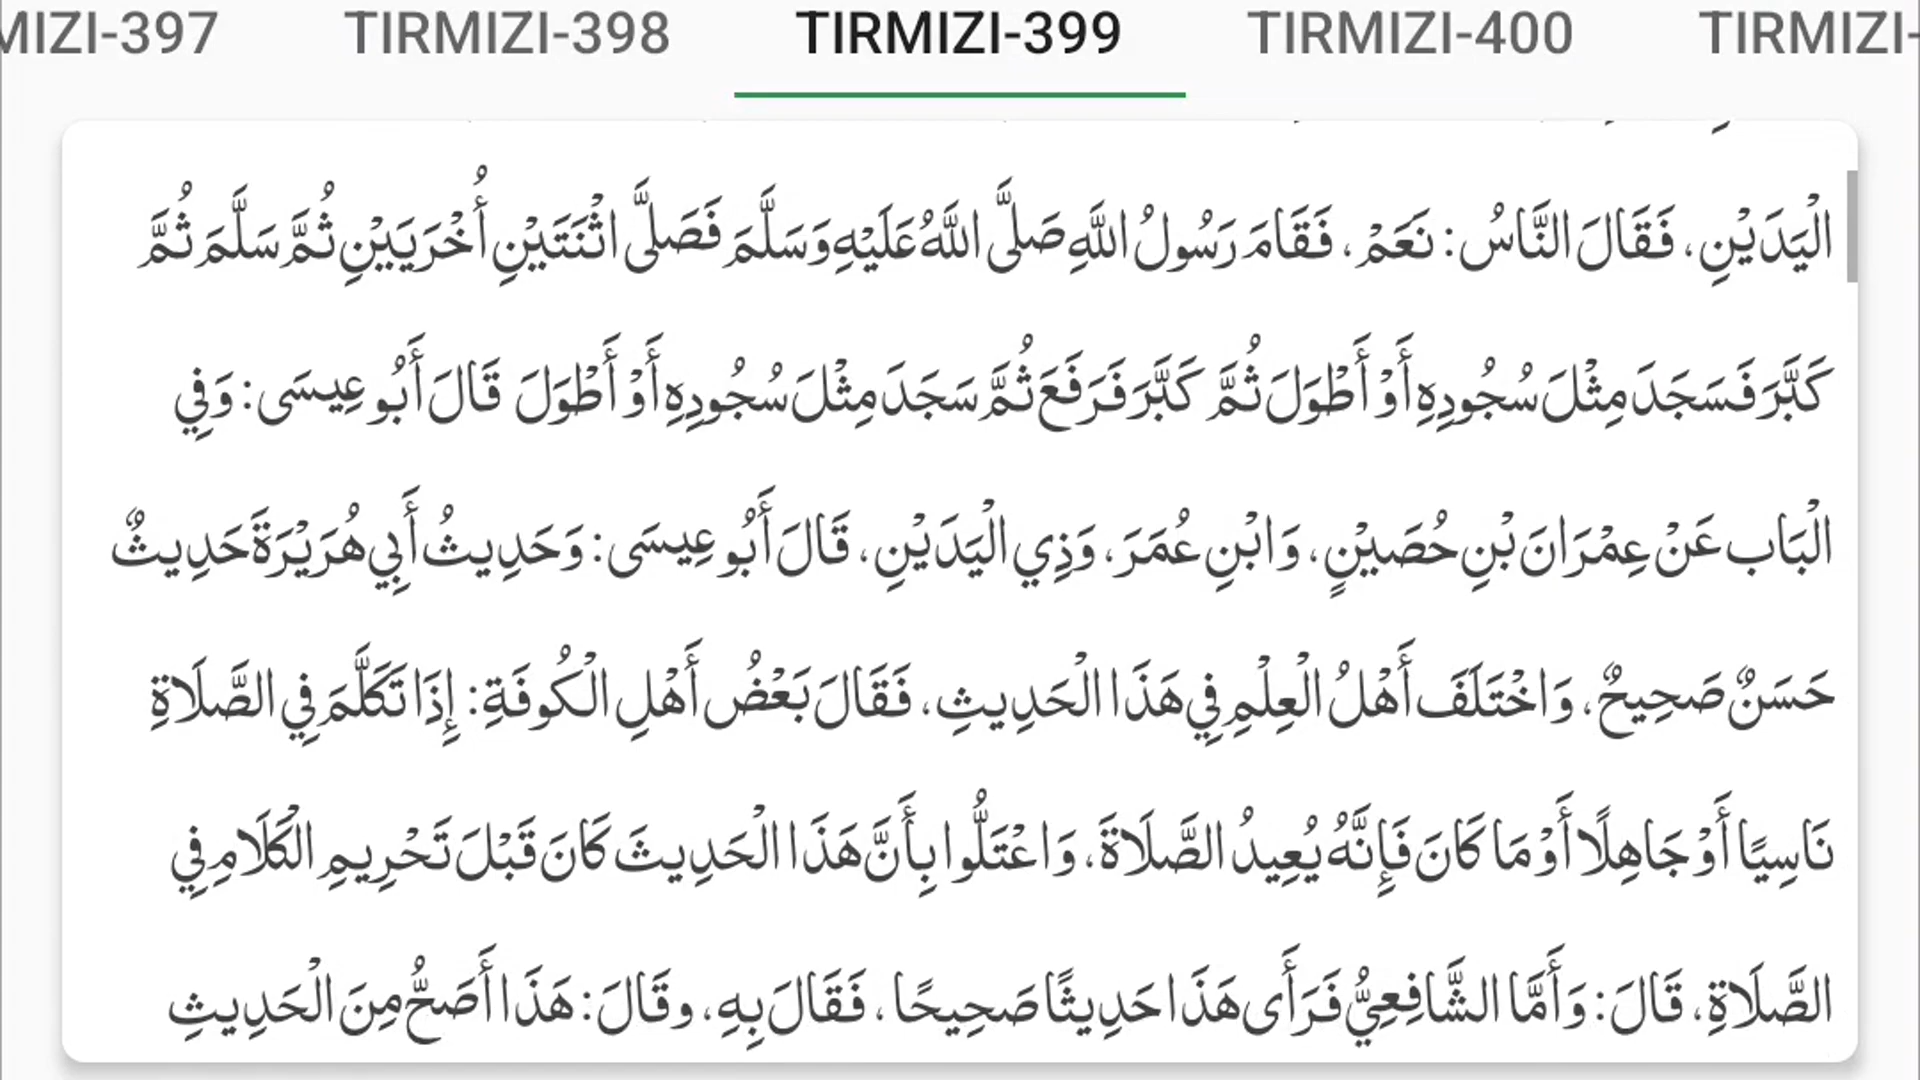 MIZI-397 TIRMIZI-398 TIRMIZI-399 TIRMIZI-400 TIRMIZI-
الْيَدَيْنِ، فَقَالَ النَّاسُ: نَعَمْ، فَقَامَ رَسُولُ اللَّهِ صَلَّى اللَّهُ عَلَيْهِ وَسَلَّمَ فَصَلَّى اثْنَتَيْنِ أُخْرَيَيْنِ ثُمَّ سَلَّمَ ثُمَّ
كَبَّرَ فَسَجَدَ مِثْلَ سُجُودِهِ أَوْ أَطْوَلَ ثُمَّ كَبَّرَ فَرَفَعَ ثُمَّ سَجَدَ مِثْلَ سُجُودِهِ أَوْ أَطْوَلَ قَالَ أَبُو عِيسَى: وَفِي
الْبَاب عَنْ عِمْرَانَ بْنِ حُصَيْنٍ، وَابْنِ عُمَرَ، وَذِي الْيَدَيْنِ، قَالَ أَبُو عِيسَى: وَحَدِيثُ أَبِي هُرَيْرَةَ حَدِيثٌ
حَسَنٌ صَحِيحٌ، وَاخْتَلَفَ أَهْلُ الْعِلْمِ فِي هَذَا الْحَدِيثِ، فَقَالَ بَعْضُ أَهْلِ الْكُوفَةِ: إِذَا تَكَلَّمَ فِي الصَّلَاةِ
نَاسِيًا أَوْ جَاهِلًا أَوْ مَا كَانَ فَإِنَّهُ يُعِيدُ الصَّلَاةَ، وَاعْتَلُّوا بِأَنَّ هَذَا الْحَدِيثَ كَانَ قَبْلَ تَحْرِيمِ الْكَلَامِ فِي
الصَّلَاةِ، قَالَ: وَأَمَّا الشَّافِعِيُّ فَرَأَى هَذَا حَدِيثًا صَحِيحًا، فَقَالَ بِهِ، وقَالَ: هَذَا أَصَحُّ مِنَ الْحَدِيثِ